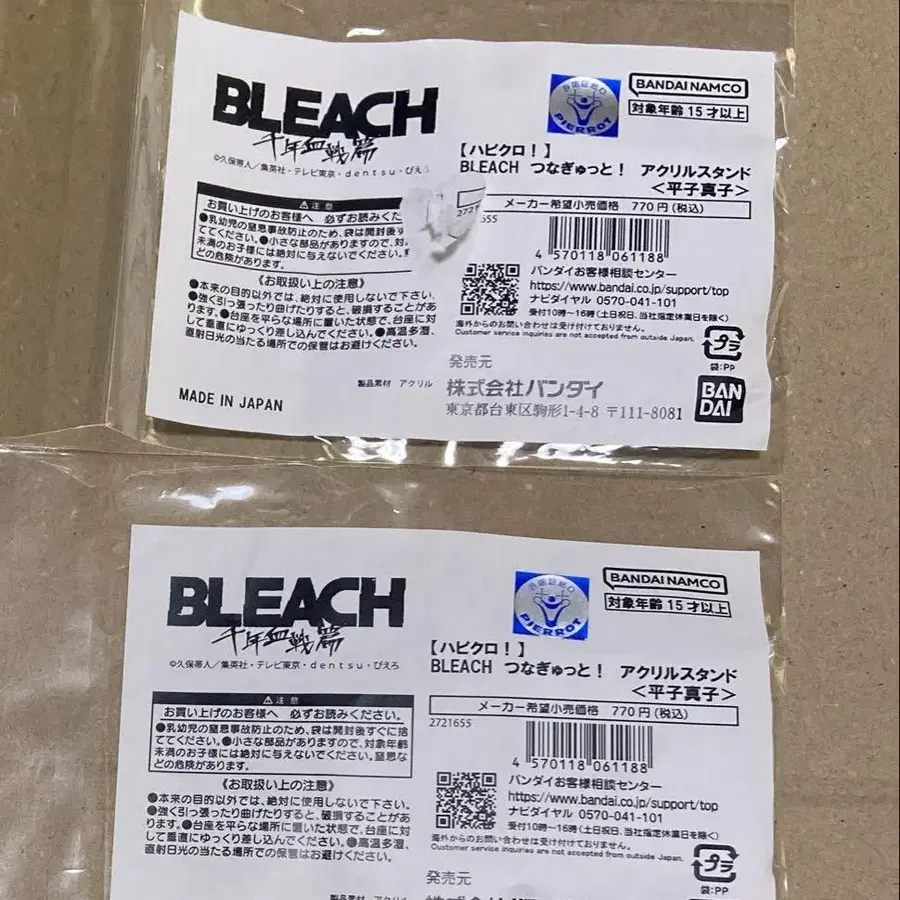 BLEACH
千年血戦篇
©久保帯人／集英社・テレビ東京・dentsu・ぴえ
⚠注意
お買い上げのお客様へ 必ずお読みくだ
●乳幼児の窒息事故防止のため、袋は開封後す
ててください。●小さな部品がありますので、対
未満のお子様には絶対に与えないでください。
どの危険があります。
《お取扱い上の注意》
●本来の目的以外では、絶対に使用しないで下さい。
●強く引っ張ったり曲げたりすると、破損することがあり
ます。●台座を平らな場所に置いた状態で、台座に対
して垂直にゆっくり差し込んでください。●高温多湿、
直射日光の当たる場所での保管はお避けください。
製品素材 アクリル
MADE IN JAPAN
PIERROT
BANDAI NAMCO
対象年齢15才以上
【ハピクロ！】
BLEACH つなぎゅっと！ アクリルスタンド
＜平子真子＞
メーカー希望小売価格 770円(税込)
2721655
4 570118 061188
バンダイお客様相談センター
https://www.bandai.co.jp/support/top
ナビダイヤル 0570-041-101
受付10時～16時(土日祝日、当社指定休業日を除く)
海外からのお問い合わせは受け付けておりません。
Customer service inquiries are not accepted from outside Japan.
プラ
袋:PP
発売元
株式会社バンダイ
東京都台東区駒形1-4-8 〒111-8081
BAN
DAI
BLEACH
千年血戦篇
©久保帯人／集英社・テレビ東京・dentsu・ぴえろ
⚠注意
お買い上げのお客様へ 必ずお読みください。
●乳幼児の窒息事故防止のため、袋は開封後すぐに捨
ててください。●小さな部品がありますので、対象年齢
未満のお子様には絶対に与えないでください。窒息な
どの危険があります。
《お取扱い上の注意》
●本来の目的以外では、絶対に使用しないで下さい。
●強く引っ張ったり曲げたりすると、破損することがあり
ます。●台座を平らな場所に置いた状態で、台座に対
して垂直にゆっくり差し込んでください。●高温多湿、
直射日光の当たる場所での保管はお避けください。
製品素材 アクリル
PIERROT
BANDAI NAMCO
対象年齢15才以上
【ハピクロ！】
BLEACH つなぎゅっと！ アクリルスタンド
＜平子真子＞
メーカー希望小売価格 770円(税込)
2721655
4 570118 061188
バンダイお客様相談センター
https://www.bandai.co.jp/support/top
ナビダイヤル 0570-041-101
受付10時～16時(土日祝日、当社指定休業日を除く)
海外からのお問い合わせは受け付けておりません。
Customer service inquiries are not accepted from outside Japan.
プラ
袋:PP
発売元